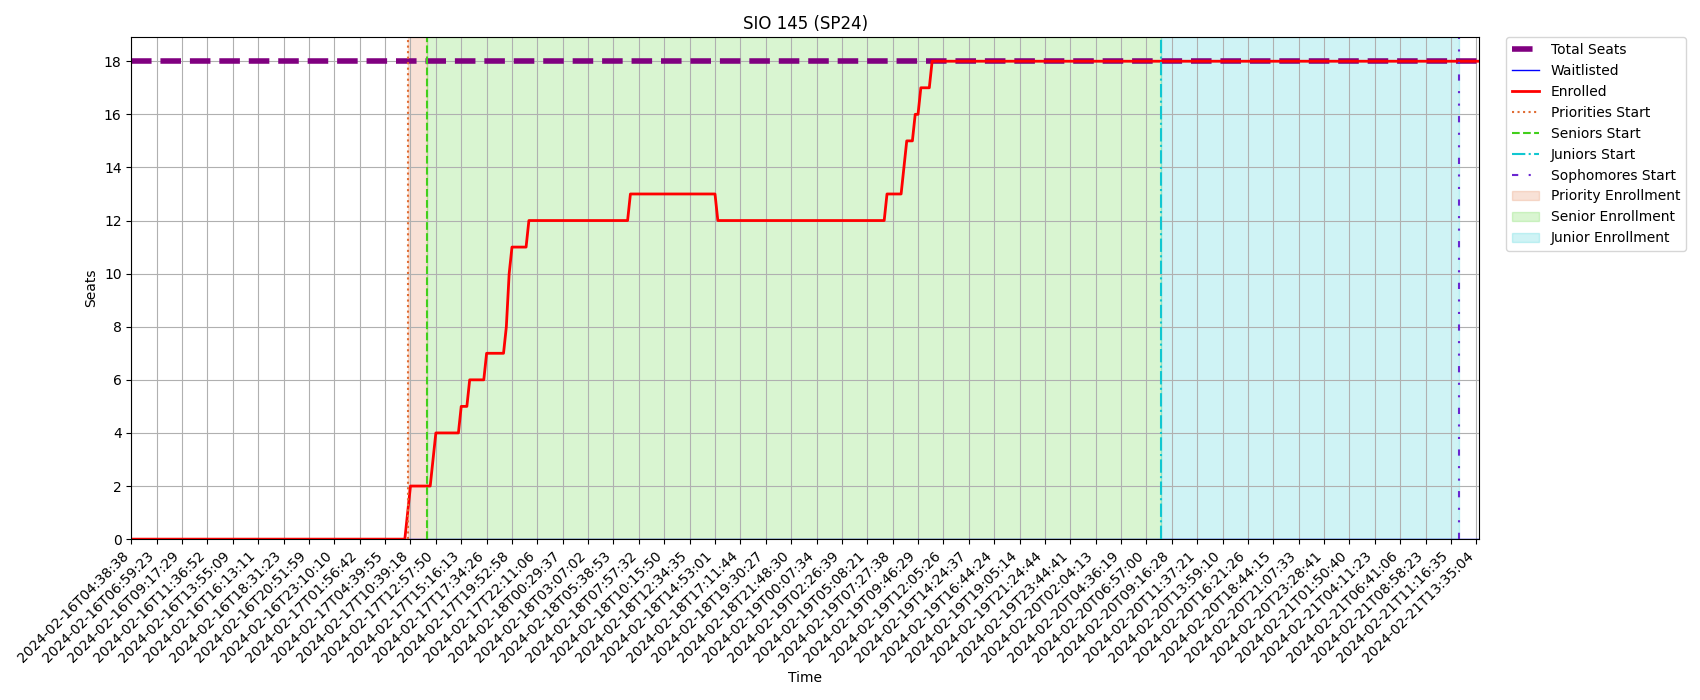 SIO 145 (SP24)
Seats
18
16
14
12
10
8
6
4
2
0
2024-02-16T04:38:38
2024-02-16T06:59:23
2024-02-16T09:17:29
2024-02-16T11:36:52
2024-02-16T13:55:09
2024-02-16T16:13:11
2024-02-16T18:31:23
2024-02-16T20:51:59
2024-02-16T23:10:16
2024-02-17T01:56:42
2024-02-17T04:39:55
2024-02-17T10:39:18
2024-02-17T12:57:50
2024-02-17T15:16:13
2024-02-17T17:34:26
2024-02-17T19:52:58
2024-02-17T22:11:06
2024-02-18T00:29:37
2024-02-18T03:07:02
2024-02-18T05:38:53
2024-02-18T07:57:32
2024-02-18T10:15:50
2024-02-18T12:34:35
2024-02-18T14:53:01
2024-02-18T17:11:44
2024-02-18T19:30:27
2024-02-18T21:48:30
2024-02-19T00:07:34
2024-02-19T02:26:39
2024-02-19T05:08:21
2024-02-19T07:27:38
2024-02-19T09:46:29
2024-02-19T12:05:26
2024-02-19T14:24:37
2024-02-19T16:44:24
2024-02-19T19:05:14
2024-02-19T21:24:44
2024-02-19T23:44:41
2024-02-20T02:04:13
2024-02-20T04:36:19
2024-02-20T06:57:00
2024-02-20T09:16:28
2024-02-20T11:37:21
2024-02-20T13:59:10
2024-02-20T16:21:26
2024-02-20T18:44:15
2024-02-20T21:07:33
2024-02-20T23:28:41
2024-02-21T01:50:40
2024-02-21T04:11:23
2024-02-21T06:41:06
2024-02-21T08:58:23
2024-02-21T11:16:35
2024-02-21T13:35:04
Time
Total Seats
Waitlisted
Enrolled
Priorities Start
Seniors Start
Juniors Start
Sophomores Start
Priority Enrollment
Senior Enrollment
Junior Enrollment